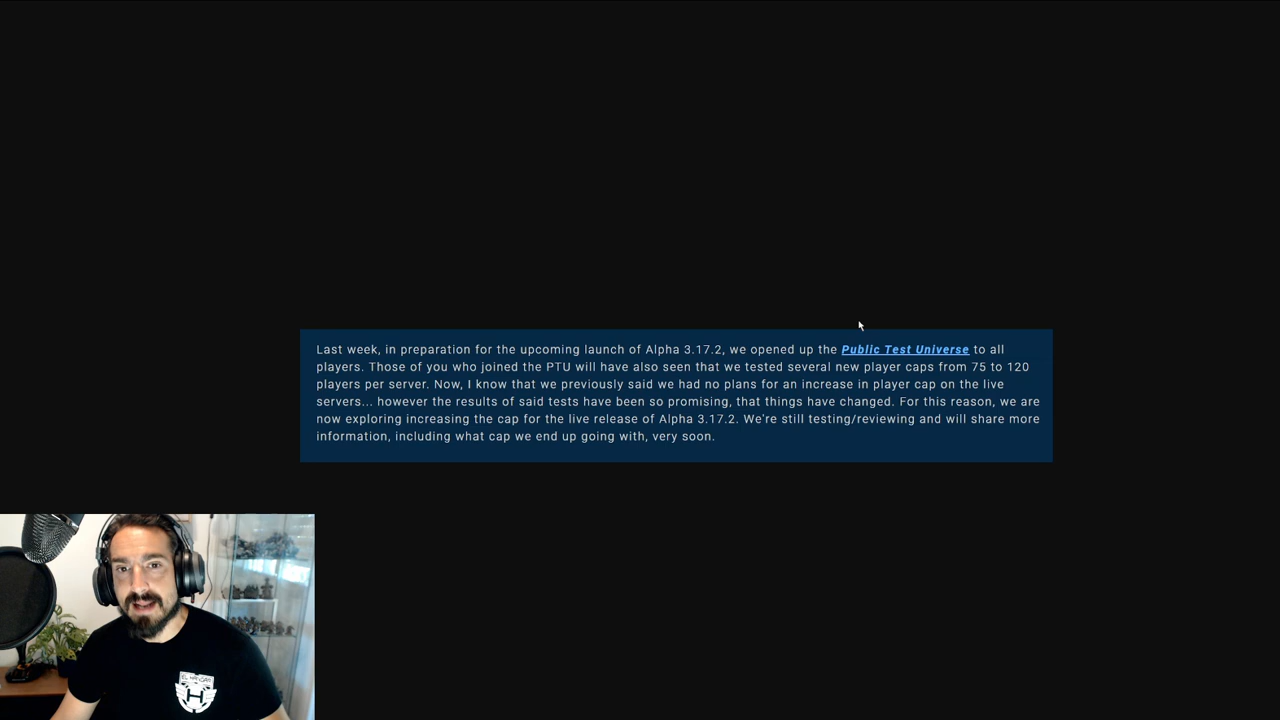 Last week, in preparation for the upcoming launch of Alpha 3.17.2, we opened up the Public Test Universe to all
players. Those of you who joined the PTU will have also seen that we tested several new player caps from 75 to 120
players per server. Now, I know that we previously said we had no plans for an increase in player cap on the live
servers... however the results of said tests have been so promising, that things have changed. For this reason, we are
now exploring increasing the cap for the live release of Alpha 3.17.2. We're still testing/reviewing and will share more
information, including what cap we end up going with, very soon.
EL HANGAR
H